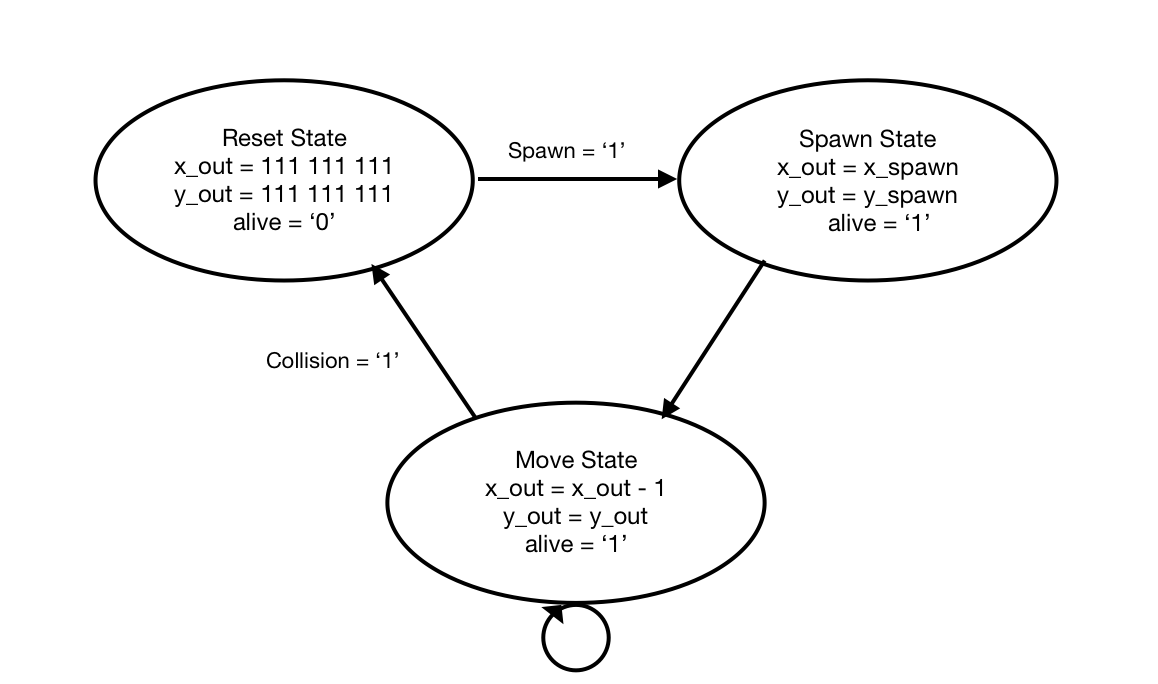 Reset State
x_out = 111 111 111
y_out = 111 111 111
alive = ‘0’
Spawn = ‘1’
Spawn State
x_out = x_spawn
y_out = y_spawn
alive = ‘1’
Collision = ‘1’
Move State
x_out = x_out - 1
y_out = y_out
alive = ‘1’